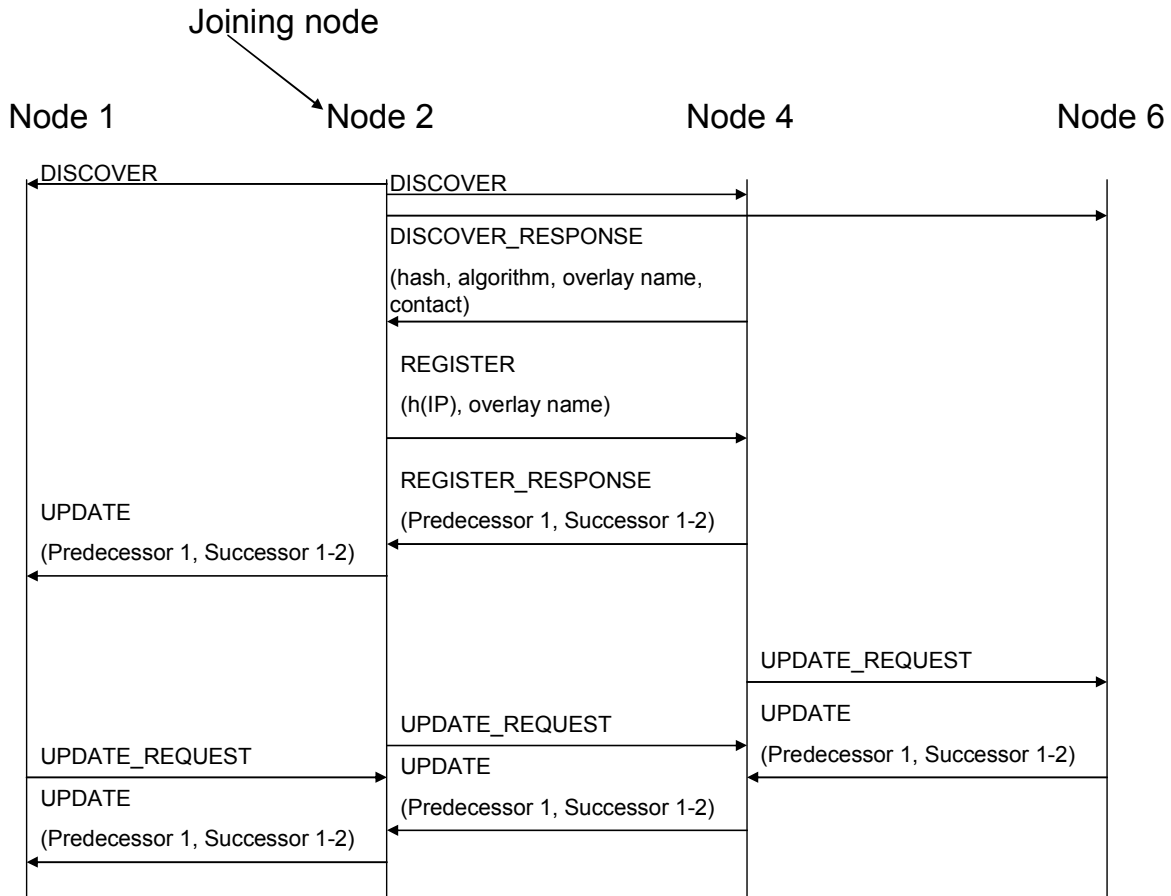 Joining node
Node 1
Node 2
Node 4
Node 6
DISCOVER
DISCOVER
DISCOVER_RESPONSE
(hash, algorithm, overlay name,
contact)
REGISTER
(h(IP), overlay name)
REGISTER_RESPONSE
(Predecessor 1, Successor 1-2)
UPDATE
(Predecessor 1, Successor 1-2)
UPDATE_REQUEST
UPDATE
(Predecessor 1, Successor 1-2)
UPDATE_REQUEST
UPDATE
(Predecessor 1, Successor 1-2)
UPDATE_REQUEST
UPDATE
(Predecessor 1, Successor 1-2)